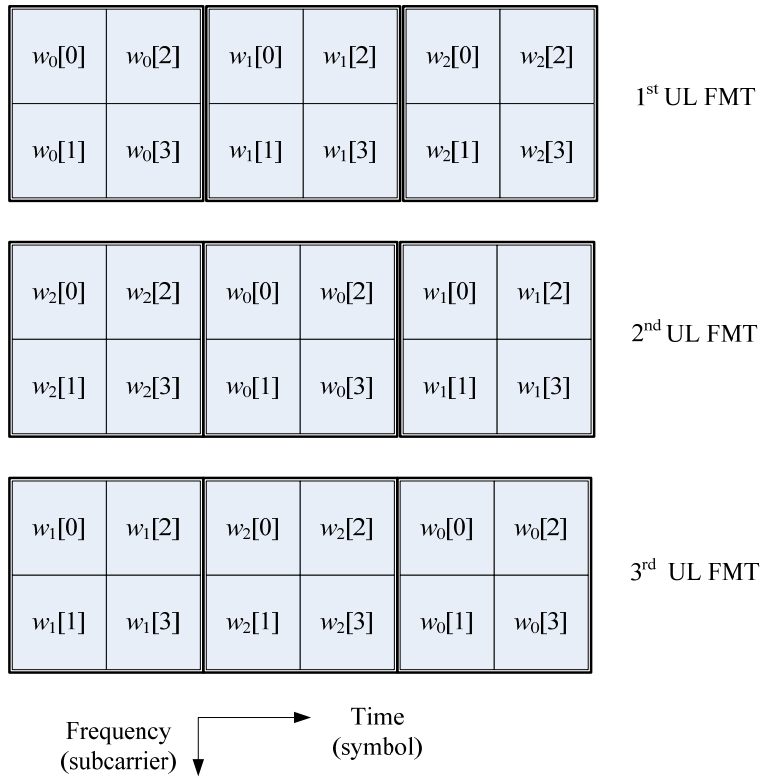 w₀[0] w₀[2] w₁[0] w₁[2] w₂[0] w₂[2]
1ˢᵗ UL FMT
w₀[1] w₀[3] w₁[1] w₁[3] w₂[1] w₂[3]
w₂[0] w₂[2] w₀[0] w₀[2] w₁[0] w₁[2]
2ⁿᵈ UL FMT
w₂[1] w₂[3] w₀[1] w₀[3] w₁[1] w₁[3]
w₁[0] w₁[2] w₂[0] w₂[2] w₀[0] w₀[2]
3ʳᵈ UL FMT
w₁[1] w₁[3] w₂[1] w₂[3] w₀[1] w₀[3]
Frequency
(subcarrier)
Time
(symbol)